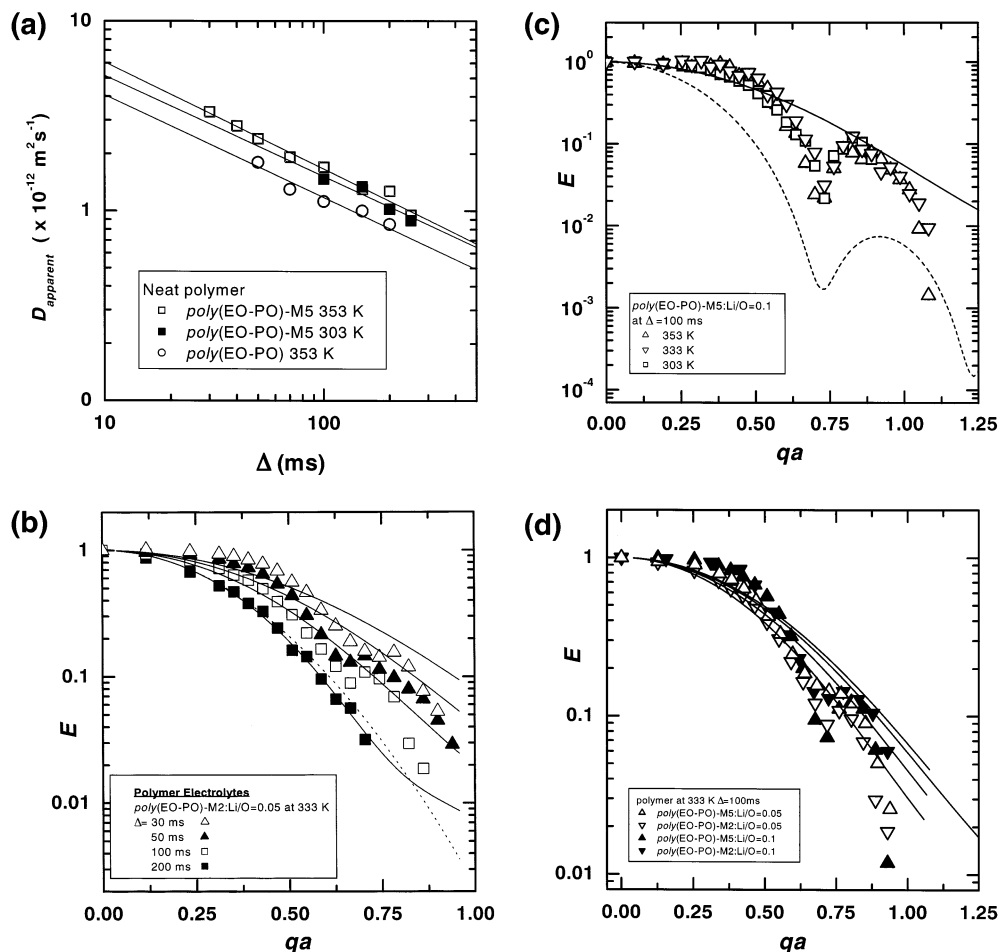 (a)
10
1
0
D apparent ( x 10^-12 m^2 s^-1 )
Neat polymer
poly(EO-PO)-M5 353 K
poly(EO-PO)-M5 303 K
poly(EO-PO) 353 K
10
100
Δ (ms)
(c)
10^0
10^-1
10^-2
10^-3
10^-4
E
poly(EO-PO)-M5:Li/O=0.1
at Δ=100 ms
353 K
333 K
303 K
0.00 0.25 0.50 0.75 1.00 1.25
qa
(b)
1
0.1
0.01
E
Polymer Electrolytes
poly(EO-PO)-M2:Li/O=0.05 at 333 K
Δ= 30 ms
50 ms
100 ms
200 ms
0.00 0.25 0.50 0.75 1.00
qa
(d)
1
0.1
0.01
E
polymer at 333 K Δ=100ms
poly(EO-PO)-M5:Li/O=0.05
poly(EO-PO)-M2:Li/O=0.05
poly(EO-PO)-M5:Li/O=0.1
poly(EO-PO)-M2:Li/O=0.1
0.00 0.25 0.50 0.75 1.00 1.25
qa